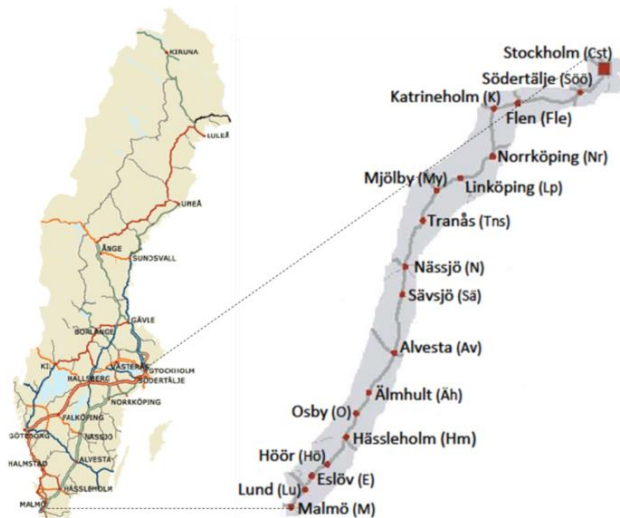 KIRUNA
LULEÅ
UMEÅ
ÅNGE
SUNDSVALL
GÄVLE
BORLÄNGE
KIL
VÄSTERÅS
STOCKHOLM
HALLSBERG
SÖDERTÄLJE
NORRKÖPING
FALKÖPING
GÖTEBORG
NÄSSJÖ
HALMSTAD
ALVESTA
HÄSSLEHOLM
MALMÖ
Stockholm (Cst)
Södertälje (Söö)
Katrineholm (K)
Flen (Fle)
Norrköping (Nr)
Mjölby (My)
Linköping (Lp)
Tranås (Tns)
Nässjö (N)
Sävsjö (Sä)
Alvesta (Av)
Älmhult (Äh)
Osby (O)
Hässleholm (Hm)
Höör (Hö)
Eslöv (E)
Lund (Lu)
Malmö (M)